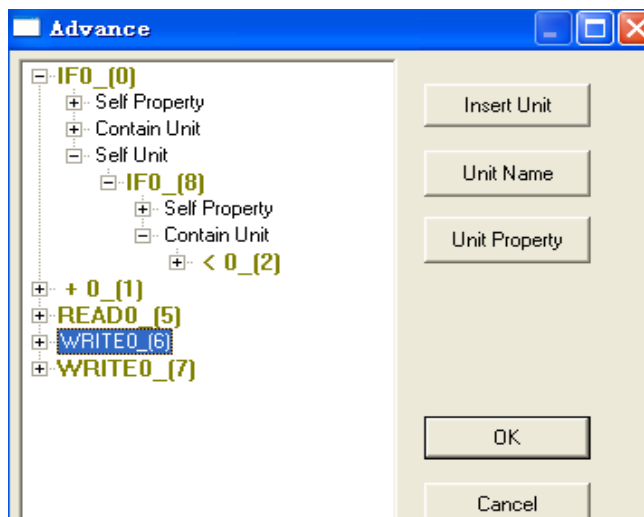 Advance
IF0_(0)
Self Property
Contain Unit
Self Unit
IF0_(8)
Self Property
Contain Unit
< 0_(2)
+ 0_(1)
READ0_(5)
WRITE0_(6)
WRITE0_(7)
Insert Unit
Unit Name
Unit Property
OK
Cancel